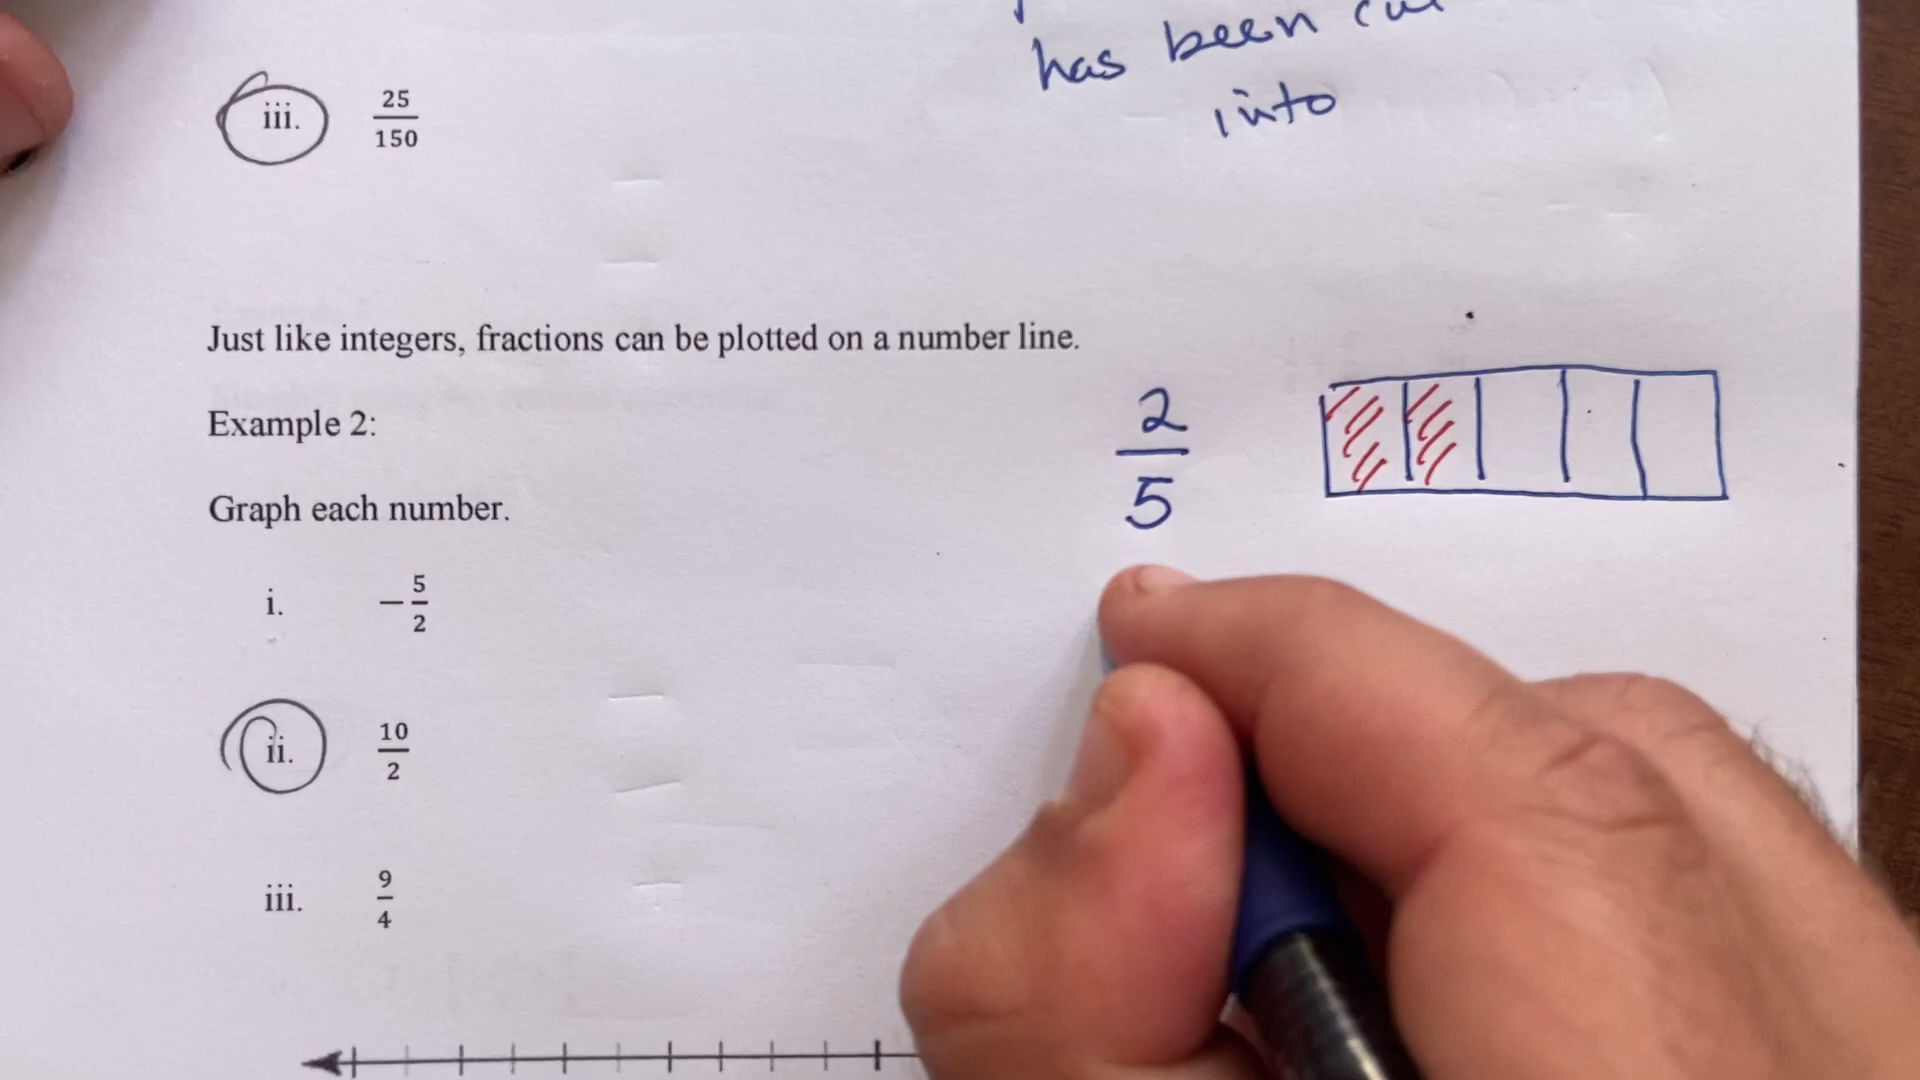 has been
into
iii. 25/150
Just like integers, fractions can be plotted on a number line.
Example 2:
2/5
Graph each number.
i. −5/2
ii. 10/2
iii. 9/4